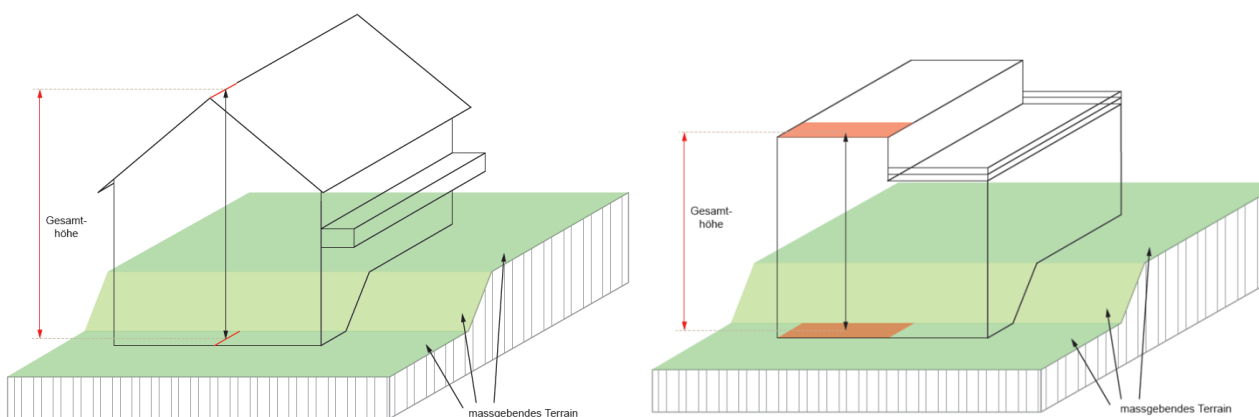 Gesamt-
höhe
massgebendes Terrain
Gesamt-
höhe
massgebendes Terrain